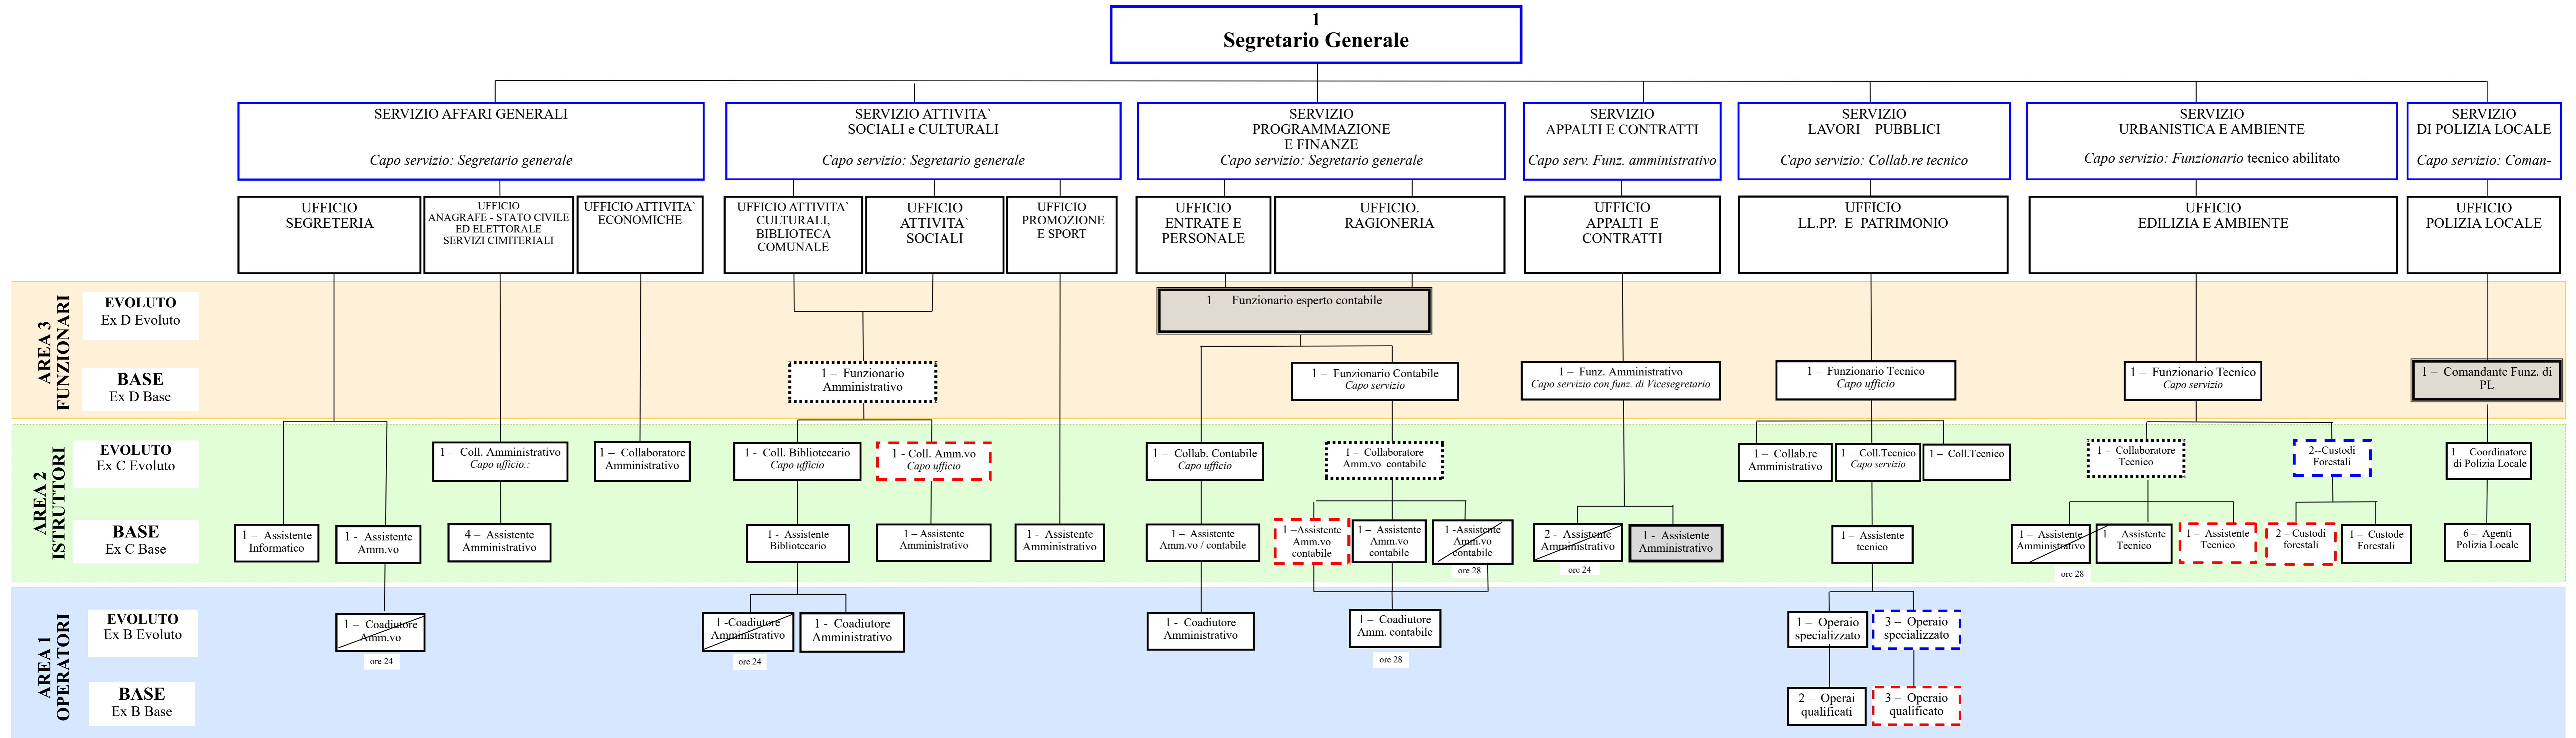 1
Segretario Generale
SERVIZIO AFFARI GENERALI
Capo servizio: Segretario generale
SERVIZIO ATTIVITA`
SOCIALI e CULTURALI
Capo servizio: Segretario generale
SERVIZIO
PROGRAMMAZIONE
E FINANZE
Capo servizio: Segretario generale
SERVIZIO
APPALTI E CONTRATTI
Capo serv. Funz. amministrativo
SERVIZIO
LAVORI PUBBLICI
Capo servizio: Collab.re tecnico
SERVIZIO
URBANISTICA E AMBIENTE
Capo servizio: Funzionario tecnico abilitato
SERVIZIO
DI POLIZIA LOCALE
Capo servizio: Coman-
UFFICIO
SEGRETERIA
UFFICIO
ANAGRAFE - STATO CIVILE
ED ELETTORALE
SERVIZI CIMITERIALI
UFFICIO ATTIVITA`
ECONOMICHE
UFFICIO ATTIVITA`
CULTURALI,
BIBLIOTECA
COMUNALE
UFFICIO
ATTIVITA`
SOCIALI
UFFICIO
PROMOZIONE
E SPORT
UFFICIO
ENTRATE E
PERSONALE
UFFICIO.
RAGIONERIA
UFFICIO
APPALTI E
CONTRATTI
UFFICIO
LL.PP. E PATRIMONIO
UFFICIO
EDILIZIA E AMBIENTE
UFFICIO
POLIZIA LOCALE
AREA 3
FUNZIONARI
EVOLUTO
Ex D Evoluto
1 Funzionario esperto contabile
BASE
Ex D Base
1 – Funzionario
Amministrativo
1 – Funzionario Contabile
Capo servizio
1 – Funz. Amministrativo
Capo servizio con funz. di Vicesegretario
1 – Funzionario Tecnico
Capo ufficio
1 – Funzionario Tecnico
Capo servizio
1 – Comandante Funz. di
PL
AREA 2
ISTRUTTORI
EVOLUTO
Ex C Evoluto
1 – Coll. Amministrativo
Capo ufficio.:
1 – Collaboratore
Amministrativo
1 - Coll. Bibliotecario
Capo ufficio
1 - Coll. Amm.vo
Capo ufficio
1 – Collab. Contabile
Capo ufficio
1 – Collaboratore
Amm.vo contabile
1 – Collab.re
Amministrativo
1 – Coll.Tecnico
Capo servizio
1 – Coll.Tecnico
1 – Collaboratore
Tecnico
2--Custodi
Forestali
1 – Coordinatore
di Polizia Locale
BASE
Ex C Base
1 – Assistente
Informatico
1 - Assistente
Amm.vo
4 – Assistente
Amministrativo
1 - Assistente
Bibliotecario
1 – Assistente
Amministrativo
1 – Assistente
Amministrativo
1 – Assistente
Amm.vo / contabile
1 –Assistente
Amm.vo
contabile
1 – Assistente
Amm.vo
contabile
1 -Assistente
Amm.vo
contabile
ore 28
2 - Assistente
Amministrativo
ore 24
1 - Assistente
Amministrativo
1 – Assistente
tecnico
1 – Assistente
Amministrativo
ore 28
1 – Assistente
Tecnico
1 – Assistente
Tecnico
2 – Custodi
forestali
1 – Custode
Forestali
6 – Agenti
Polizia Locale
AREA 1
OPERATORI
EVOLUTO
Ex B Evoluto
1 – Coadiutore
Amm.vo
ore 24
1 -Coadiutore
Amministrativo
ore 24
1 - Coadiutore
Amministrativo
1 - Coadiutore
Amministrativo
1 – Coadiutore
Amm. contabile
ore 28
1 – Operaio
specializzato
3 – Operaio
specializzato
BASE
Ex B Base
2 – Operai
qualificati
3 – Operaio
qualificato